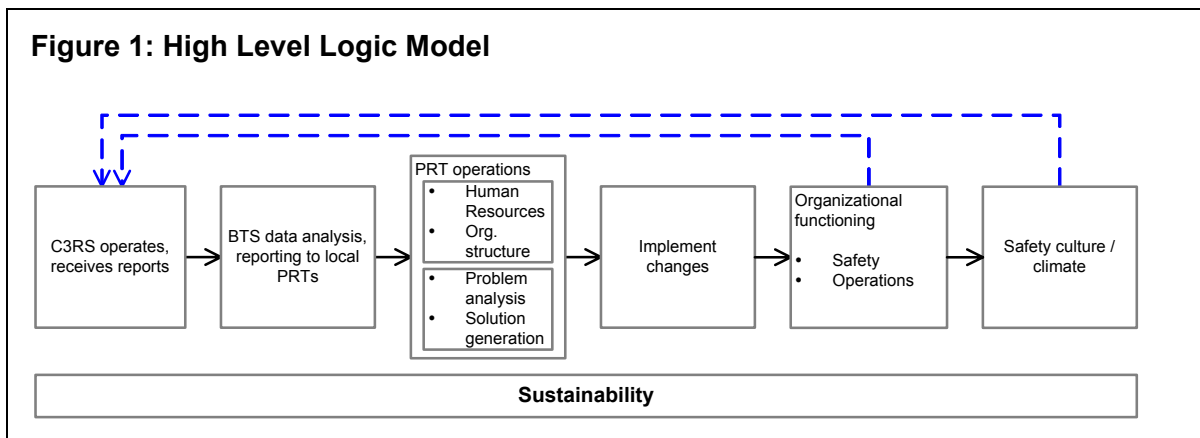 Figure 1: High Level Logic Model
C3RS operates,
receives reports
BTS data analysis,
reporting to local
PRTs
PRT operations
• Human
Resources
• Org.
structure
• Problem
analysis
• Solution
generation
Implement
changes
Organizational
functioning
• Safety
• Operations
Safety culture /
climate
Sustainability